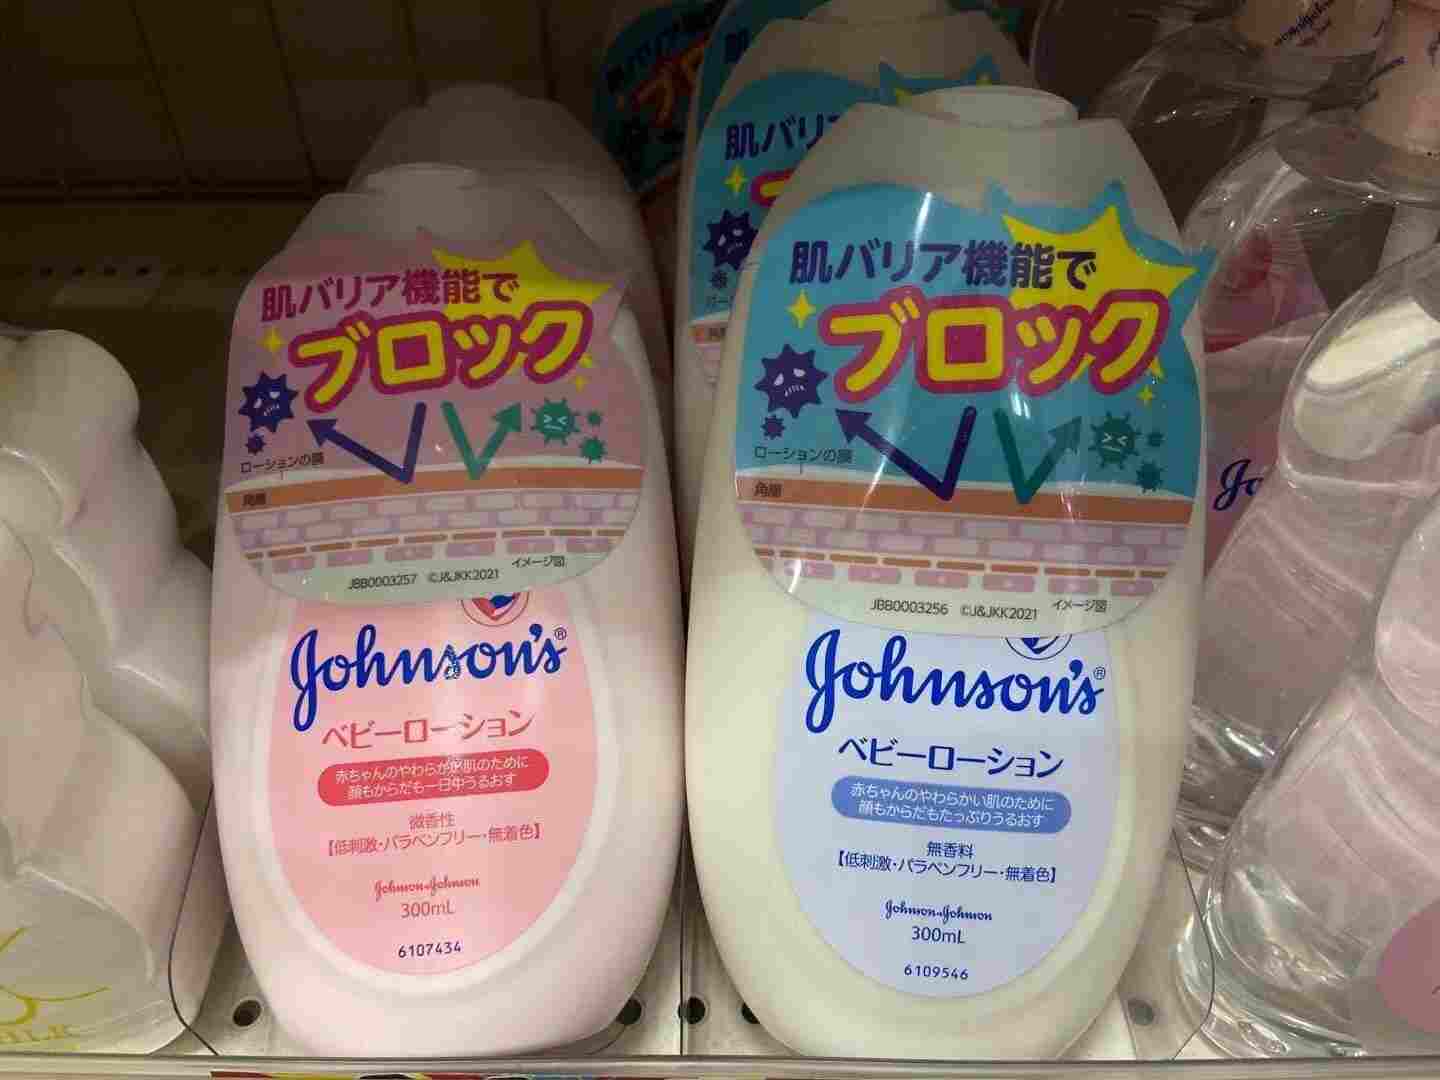 肌バリア機能で
ブロック
ローションの膜
角層
イメージ図
JBB0003257 ©J&JKK2021
Johnson's®
ベビーローション
赤ちゃんのやわらかい肌のために
顔もからだも一日中うるおす
微香性
【低刺激・パラベンフリー・無着色】
Johnson&Johnson
300mL
6107434
肌バリア機能で
ブロック
ローションの膜
角層
イメージ図
JBB0003256 ©J&JKK2021
Johnson's®
ベビーローション
赤ちゃんのやわらかい肌のために
顔もからだもたっぷりうるおす
無香料
【低刺激・パラベンフリー・無着色】
Johnson&Johnson
300mL
6109546
肌バリ
Jo